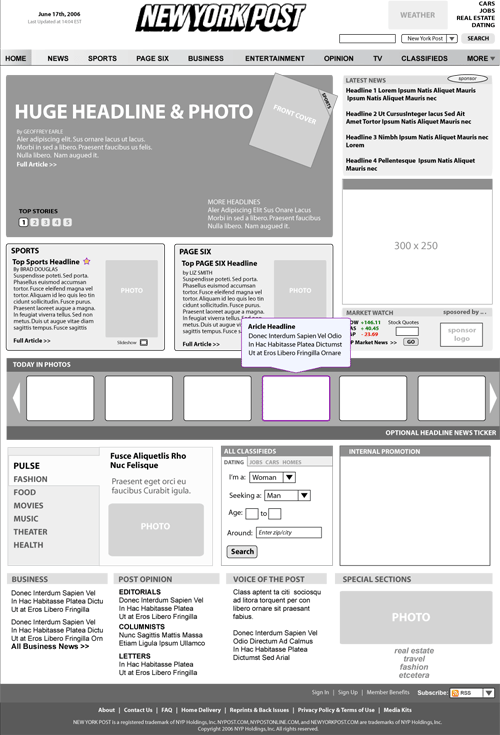 June 17th, 2006
Last Updated at 14:04 EST
NEW YORK POST
WEATHER
CARS
JOBS
REAL ESTATE
DATING
New York Post
SEARCH
HOME NEWS SPORTS PAGE SIX BUSINESS ENTERTAINMENT OPINION TV CLASSIFIEDS MORE
HUGE HEADLINE & PHOTO
By GEOFFREY EARLE
Aler adipiscing elit. Sus ornare lacus ut lacus.
Morbi in sed a libero. Praesent faucibus us felis.
Nulla libero. Nam augued it.
Full Article >>
FRONT COVER
SPORTS
MORE HEADLINES
Aler Adipiscing Elit Sus Onare Lacus
Morbi in sed a libero. Praesent faucibus
Nulla libero. Nam augued it.
TOP STORIES
1 2 3 4 5
LATEST NEWS
sponsor
Headline 1 Lorem Ipsum Natis Aliquet Mauris
Ipsum Natis Aliquet Mauris nec
Headline 2 Ut CursusInteger lacus Sed Ait
Amet Tortor Ipsum Natis Aliquet Mauris nec
Headline 3 Nimbh Ipsum Natis Aliquet Mauris nec
Lorem
Headline 4 Pellentesque Ipsum Natis Aliquet
Mauris nec
300 x 250
SPORTS
Top Sports Headline
By BRAD DOUGLAS
Suspendisse poteti. Sed porta.
Phasellus euismod accumsan
tortor. Fusce eleifend magna vel
tortor. Aliquam id leo quis leo tin
cidunt sollicitudin. Fusce purus.
Praesent laoreet augue a magna.
In feugiat viverra tellus. Sed non
metus. Duis at augue vitae diam
sagittis tempus. Fusce sagittis
Full Article >>
PHOTO
Slideshow
PAGE SIX
Top PAGE SIX Headline
by LIZ SMITH
Suspendisse poteti. Sed porta.
Phasellus euismod accumsan
tortor. Fusce eleifend magna vel
tortor. Aliquam id leo quis leo tin
cidunt sollicitudin. Fusce purus.
Praesent laoreet augue a magna.
In feugiat viverra tellus. Sed
metus. Duis at augue vitae
sagittis tempus. Fusce
Full Article >>
PHOTO
Aricle Headline
Donec Interdum Sapien Vel Odio
In Hac Habitasse Platea Dictumst
Ut at Eros Libero Fringilla Ornare
MARKET WATCH
sposored by ...
+146.11
+ 40.45
- 23.69
Market News >>
Stock Quotes
GO
sponsor
logo
TODAY IN PHOTOS
OPTIONAL HEADLINE NEWS TICKER
PULSE
FASHION
FOOD
MOVIES
MUSIC
THEATER
HEALTH
Fusce Aliquetlis Rho
Nuc Felisque
Praesent eget orci eu
faucibus Curabit igula.
PHOTO
ALL CLASSIFIEDS
DATING JOBS CARS HOMES
I'm a: Woman
Seeking a: Man
Age: to
Around: Enter zip/city
Search
INTERNAL PROMOTION
BUSINESS
Donec Interdum Sapien Vel
In Hac Habitasse Platea Dictu
Ut at Eros Libero Fringilla
Donec Interdum Sapien Vel
In Hac Habitasse Platea Dictu
Ut at Eros Libero Fringilla Orn
All Business News >>
POST OPINION
EDITORIALS
Donec Interdum Sapien Vel
In Hac Habitasse Platea
Ut at Eros Libero Fringilla
COLUMNISTS
Nunc Sagittis Mattis Massa
Etiam Ligula Ipsum Ullamco
LETTERS
In Hac Habitasse Platea
Ut at Eros Libero Fringilla
VOICE OF THE POST
Class aptent ta citi sociosqu
ad litora torquent per con
libero ornare sit praesant
fabius.
Donec Interdum Sapien Vel
Odio Directum Ad Calmus
In Hac Habitasse Platea
Dictumst Sed Arial
SPECIAL SECTIONS
PHOTO
real estate
travel
fashion
etcetera
Sign In | Sign Up | Member Benefits Subscribe: RSS
About | Contact Us | FAQ | Home Delivery | Reprints & Back Issues | Privacy Policy & Terms of Use | Media Kits
NEW YORK POST is a registered trademark of NYP Holdings, Inc. NYPOST.COM, NYPOSTONLINE.COM, and NEWYORKPOST.COM are trademarks of NYP Holdings, Inc.
Copyright 2006 NYP Holdings, Inc. All rights reserved.